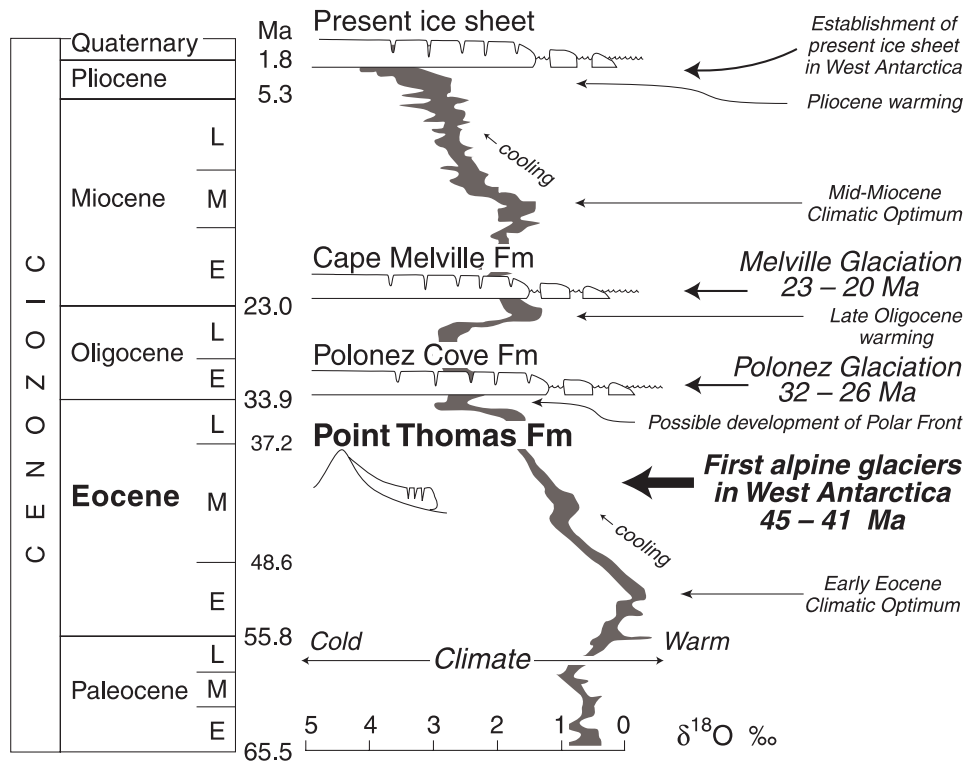 CENOZOIC
Quaternary
Pliocene
Miocene
L
M
E
Oligocene
L
E
Eocene
L
M
E
Paleocene
L
M
E
Ma
1.8
5.3
23.0
33.9
37.2
48.6
55.8
65.5
Present ice sheet
Establishment of
present ice sheet
in West Antarctica
Pliocene warming
cooling
Mid-Miocene
Climatic Optimum
Cape Melville Fm
Melville Glaciation
23 – 20 Ma
Late Oligocene
warming
Polonez Cove Fm
Polonez Glaciation
32 – 26 Ma
Possible development of Polar Front
Point Thomas Fm
First alpine glaciers
in West Antarctica
45 – 41 Ma
cooling
Early Eocene
Climatic Optimum
Cold Climate Warm
5 4 3 2 1 0 δ¹⁸O ‰